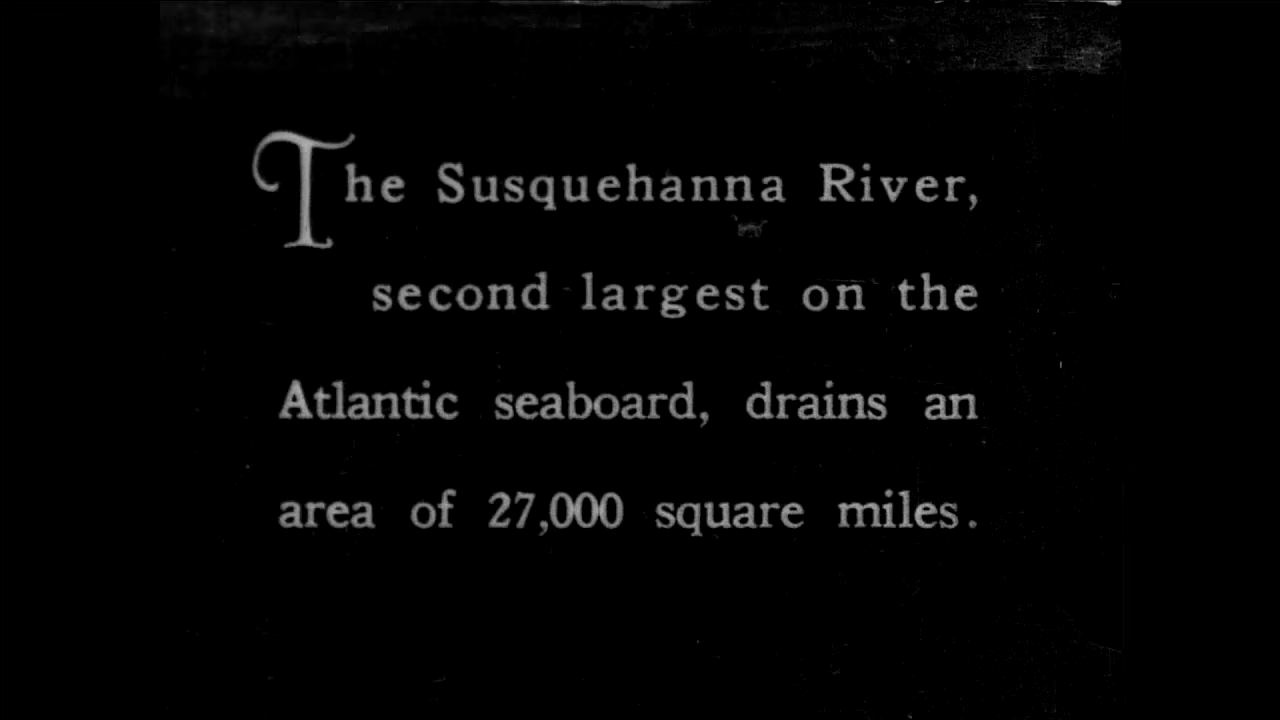 The Susquehanna River,
second largest on the
Atlantic seaboard, drains an
area of 27,000 square miles.